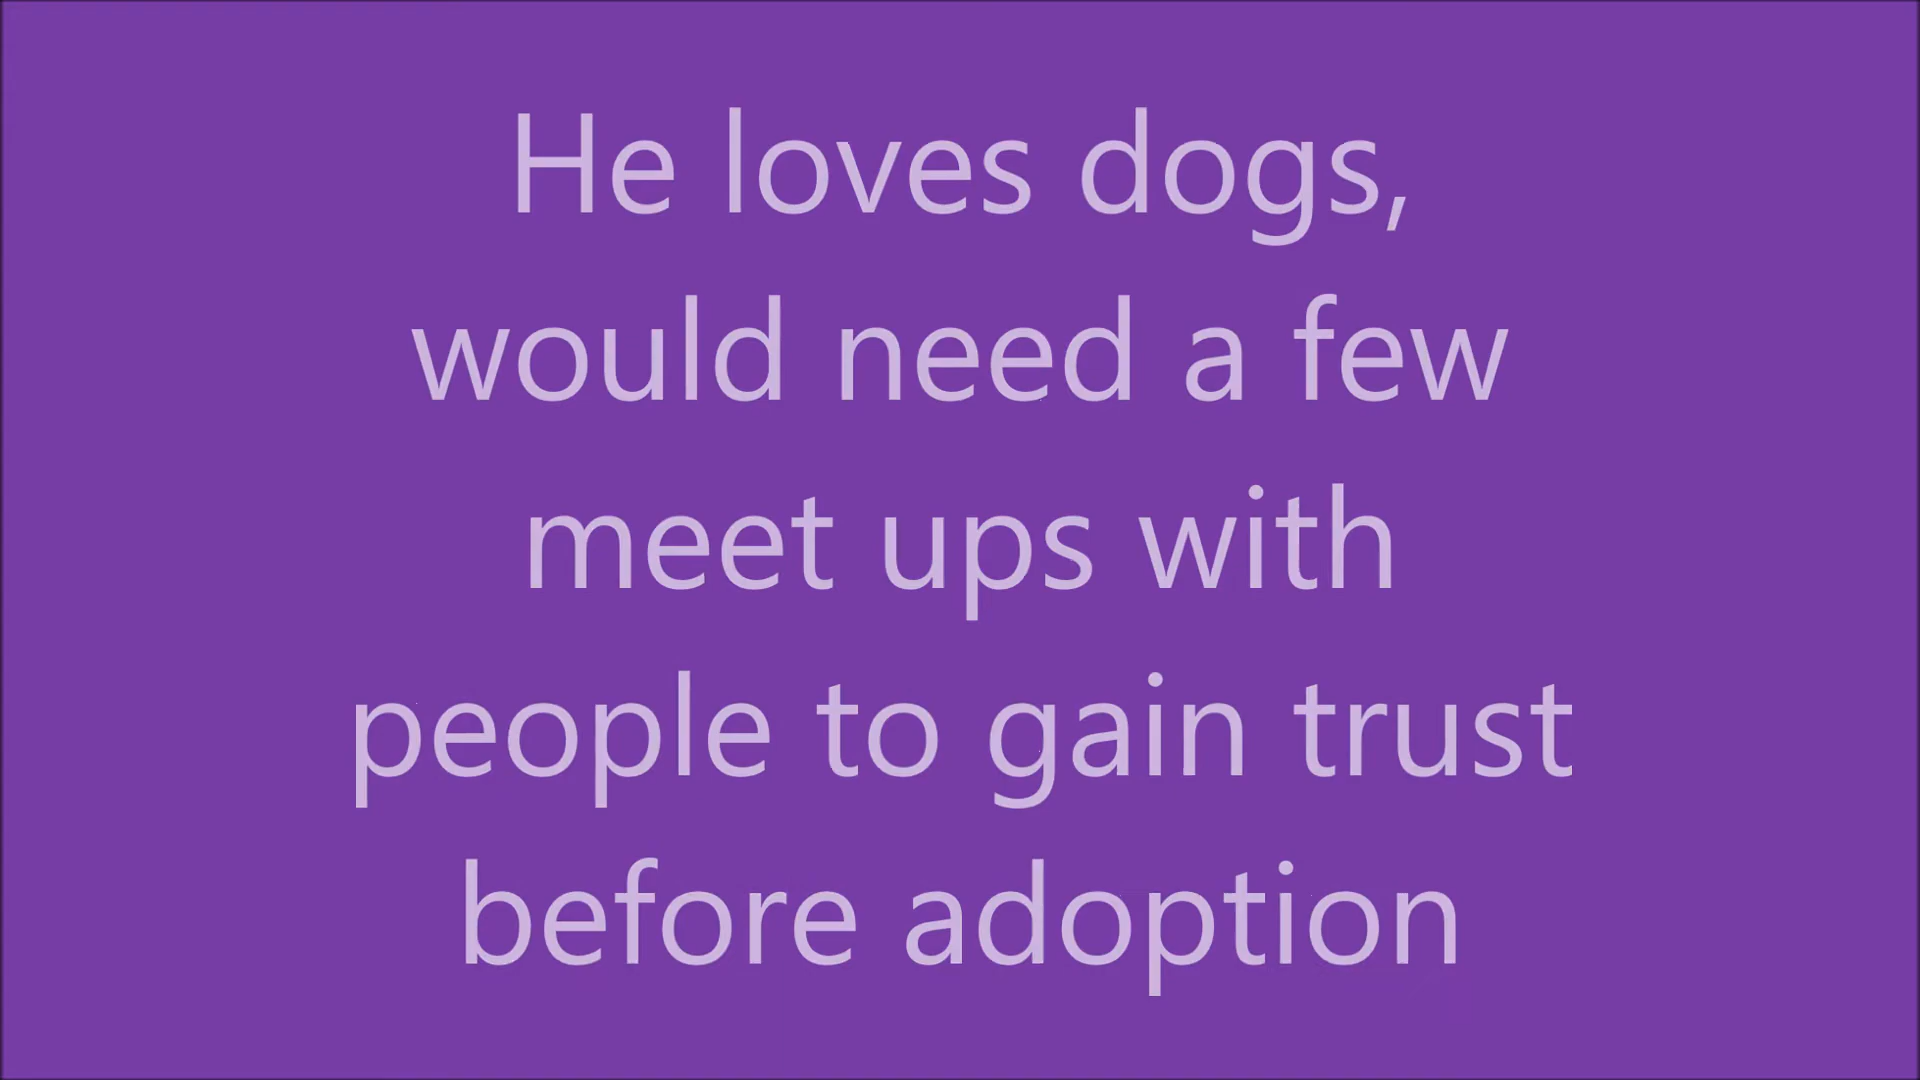 He loves dogs,
would need a few
meet ups with
people to gain trust
before adoption